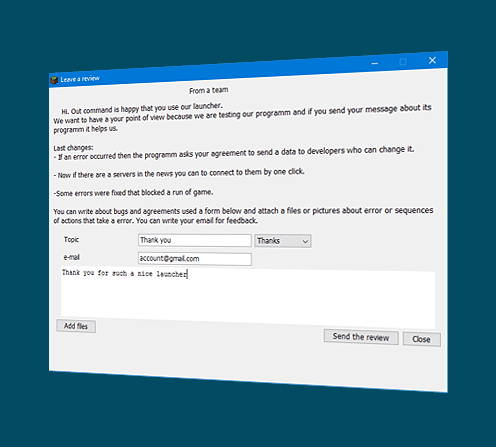 Leave a review
From a team
Hi. Out command is happy that you use our launcher.
We want to have a your point of view because we are testing our programm and if you send your message about its
programm it helps us.
Last changes:
- If an error occurred then the programm asks your agreement to send a data to developers who can change it.
- Now if there are a servers in the news you can to connect to them by one click.
-Some errors were fixed that blocked a run of game.
You can write about bugs and agreements used a form below and attach a files or pictures about error or sequences
of actions that take a error. You can write your email for feedback.
Topic Thank you Thanks
e-mail account@gmail.com
Thank you for such a nice launcher
Add files
Send the review Close